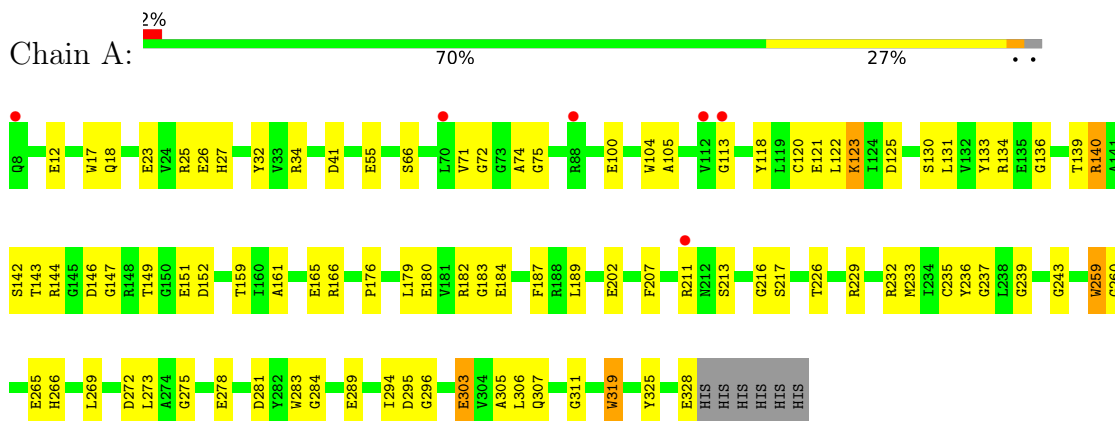 2%
Chain A:
70% 27% . .
Q8 E12 W17 Q18 E23 V24 R25 E26 H27 Y32 V33 R34 D41 E55 S66 L70 V71 G72 G73 A74 G75 R88 E100 W104 A105 V112 G113 Y118 L119 C120 E121 L122 K123 I124 D125 S130 L131 V132 Y133 R134 E135 G136 T139 R140 A141
S142 T143 R144 G145 D146 G147 R148 T149 G150 E151 D152 T159 I160 A161 E165 R166 P176 L179 E180 V181 R182 G183 E184 F187 R188 L189 E202 F207 R211 N212 S213 G216 S217 T226 R229 R232 M233 I234 C235 Y236 G237 L238 G239 G243 W259
E265 H266 L269 D272 L273 A274 G275 E278 D281 Y282 W283 G284 E289 I294 D295 G296 E303 V304 A305 L306 Q307 G311 W319 Y325 E328 HIS HIS HIS HIS HIS HIS